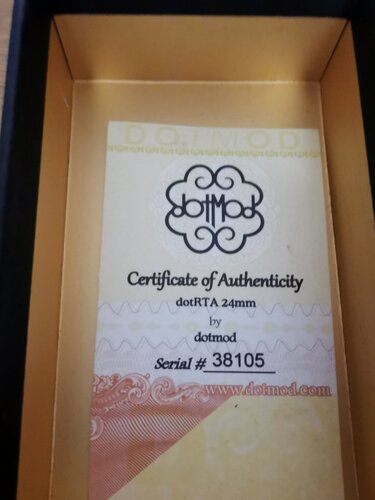 DOTMOD
dotMod
Certificate of Authenticity
dotRTA 24mm
by
dotmod
Serial # 38105
www.dotmod.com